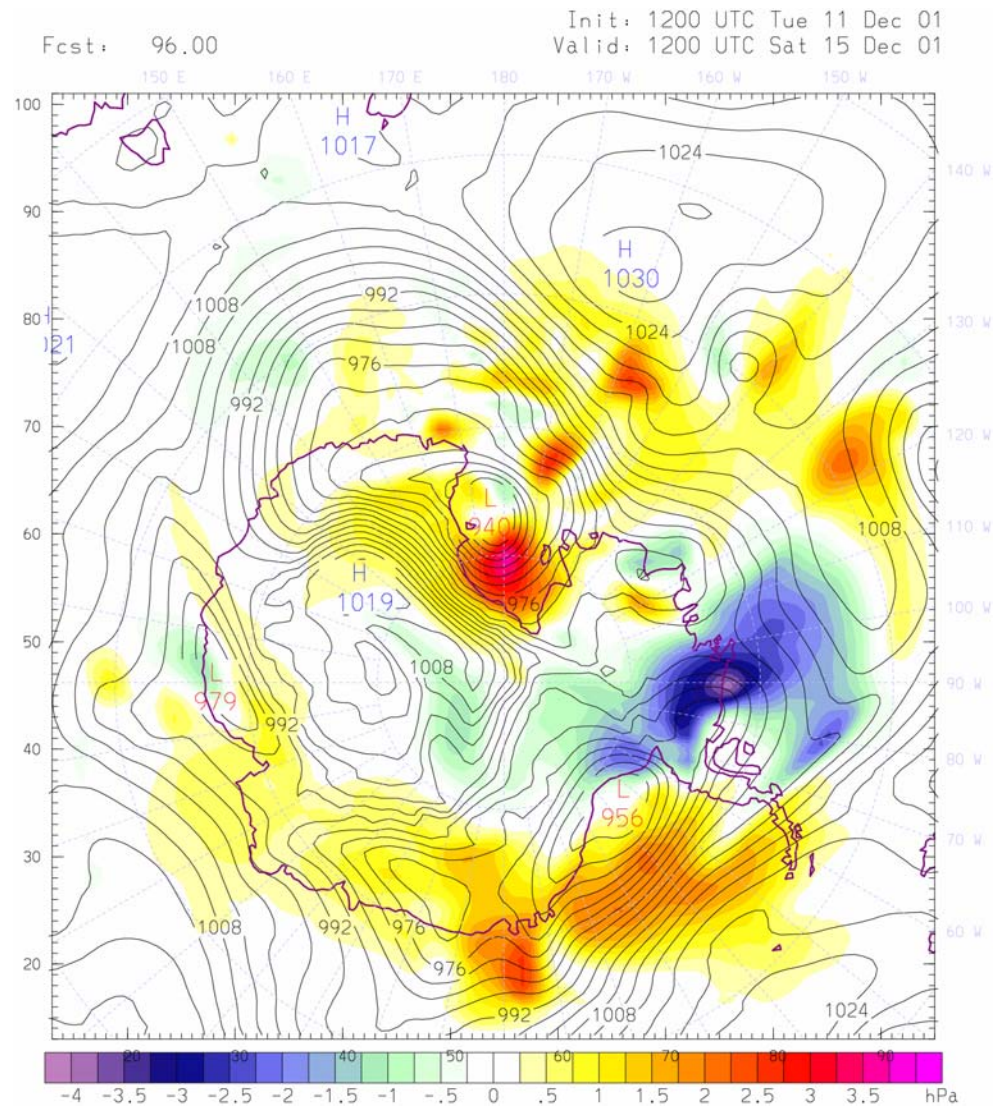 Init: 1200 UTC Tue 11 Dec 01
Fcst: 96.00 Valid: 1200 UTC Sat 15 Dec 01
150 E 160 E 170 E 180 170 W 160 W 150 W
100
H
1017
1024
140 W
90
H
1030
992
1008
1024
80
130 W
1008
21
976
992
70
120 W
L
940
1008
60
110 W
H
1019
976
100 W
50
1008
L
979
90 W
992
40
80 W
L
956
30
70 W
1008 992 976
60 W
20
976
992 1008 1024
20 30 40 50 60 70 80 90
-4 -3.5 -3 -2.5 -2 -1.5 -1 -.5 0 .5 1 1.5 2 2.5 3 3.5 hPa